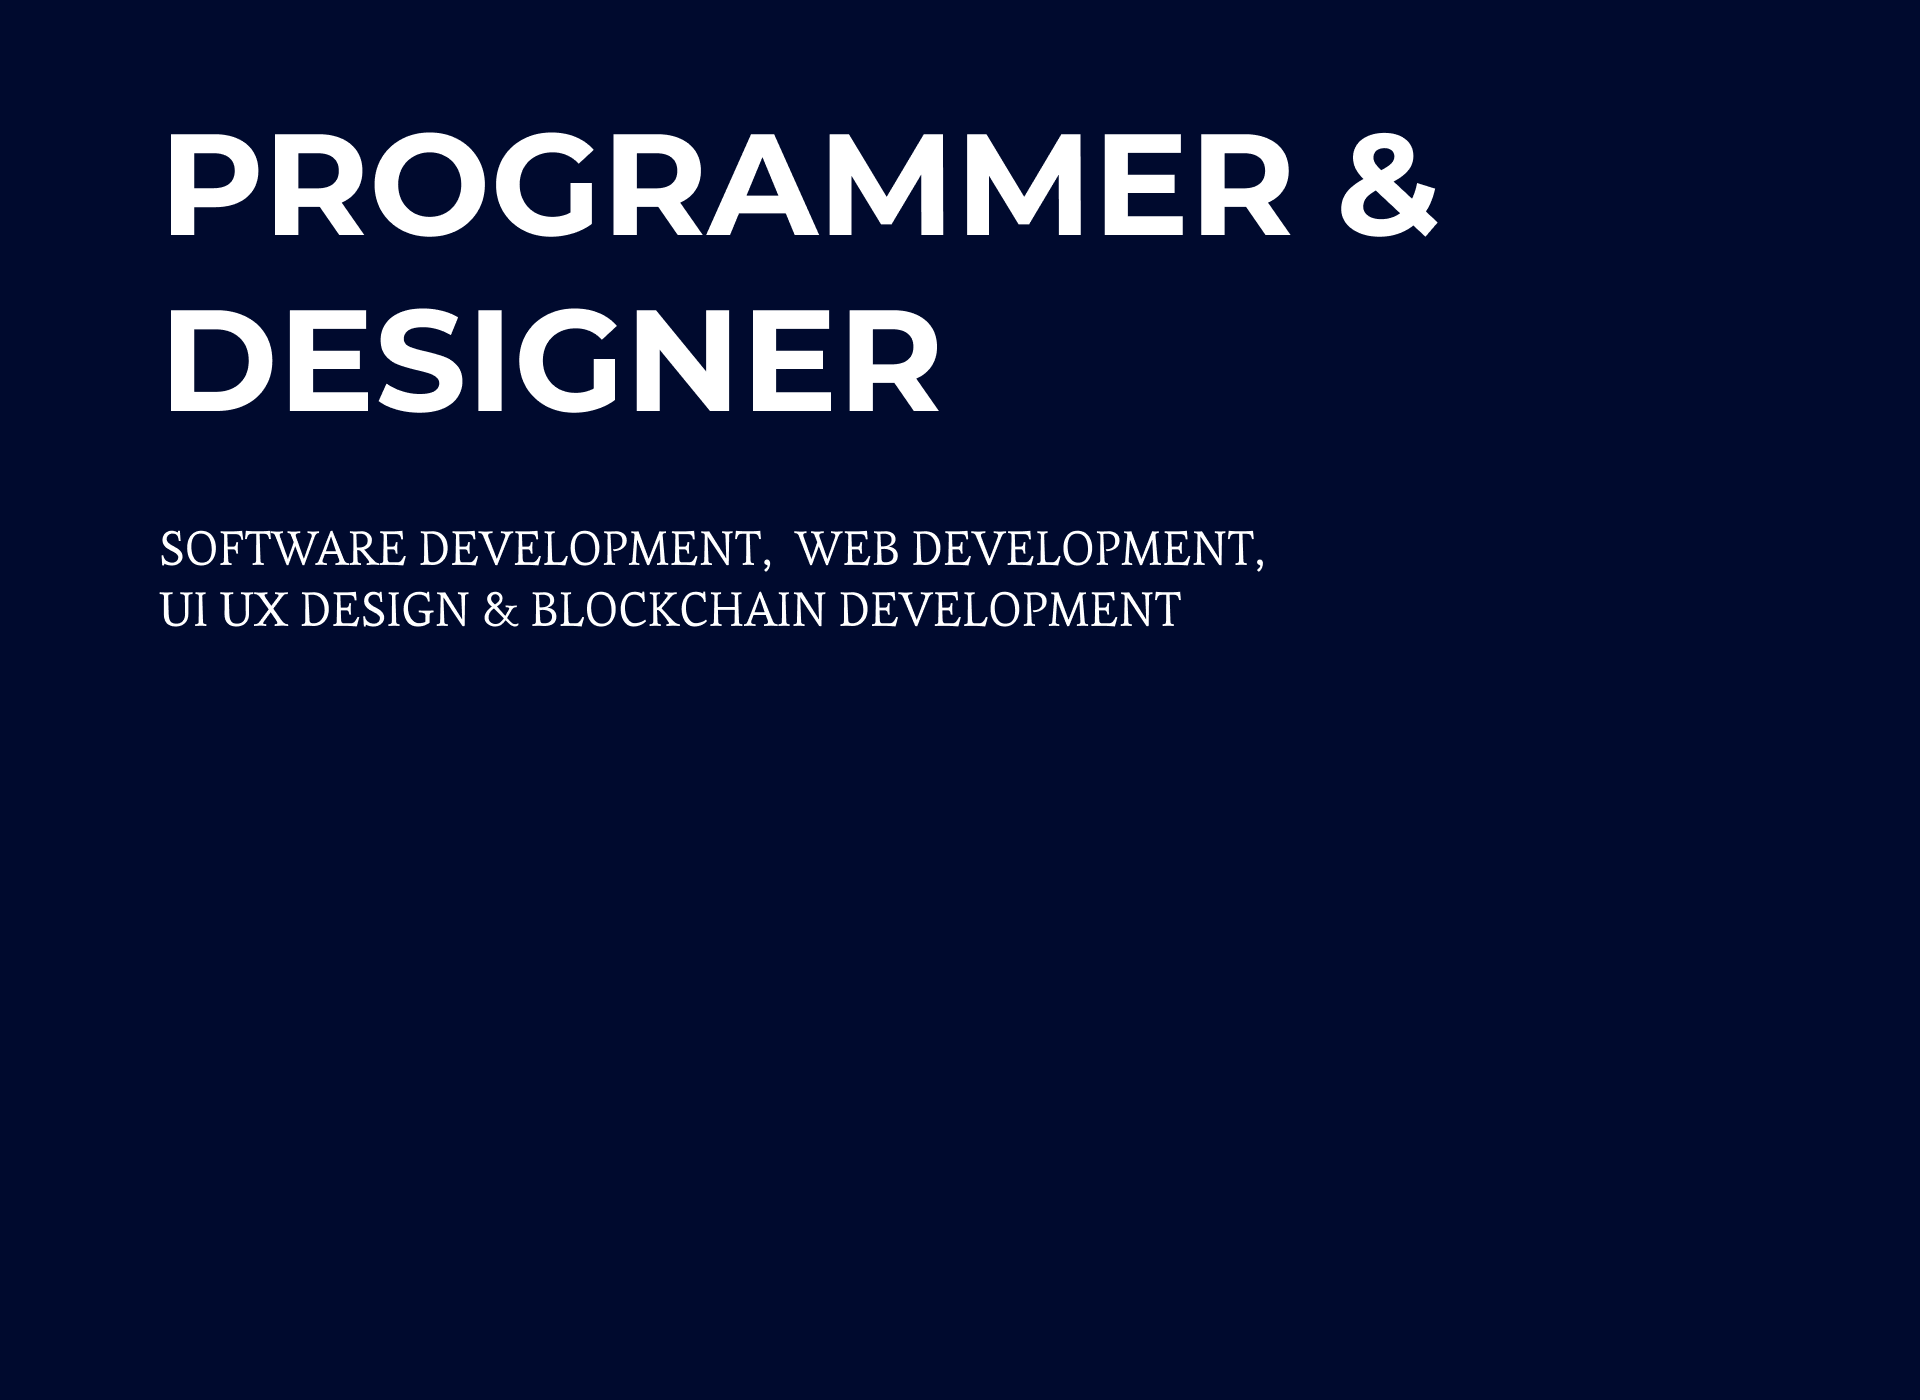 PROGRAMMER &
DESIGNER
SOFTWARE DEVELOPMENT,  WEB DEVELOPMENT,
UI UX DESIGN & BLOCKCHAIN DEVELOPMENT